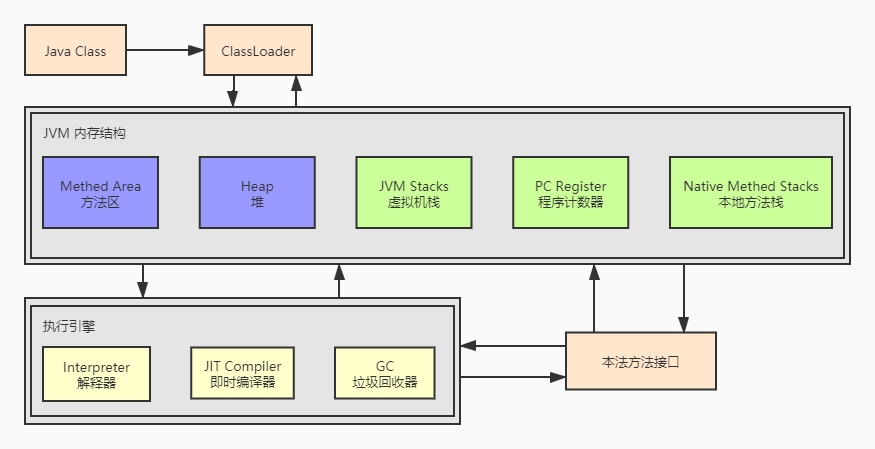 Java Class
ClassLoader
JVM 内存结构
Methed Area
方法区
Heap
堆
JVM Stacks
虚拟机栈
PC Register
程序计数器
Native Methed Stacks
本地方法栈
执行引擎
Interpreter
解释器
JIT Compiler
即时编译器
GC
垃圾回收器
本法方法接口